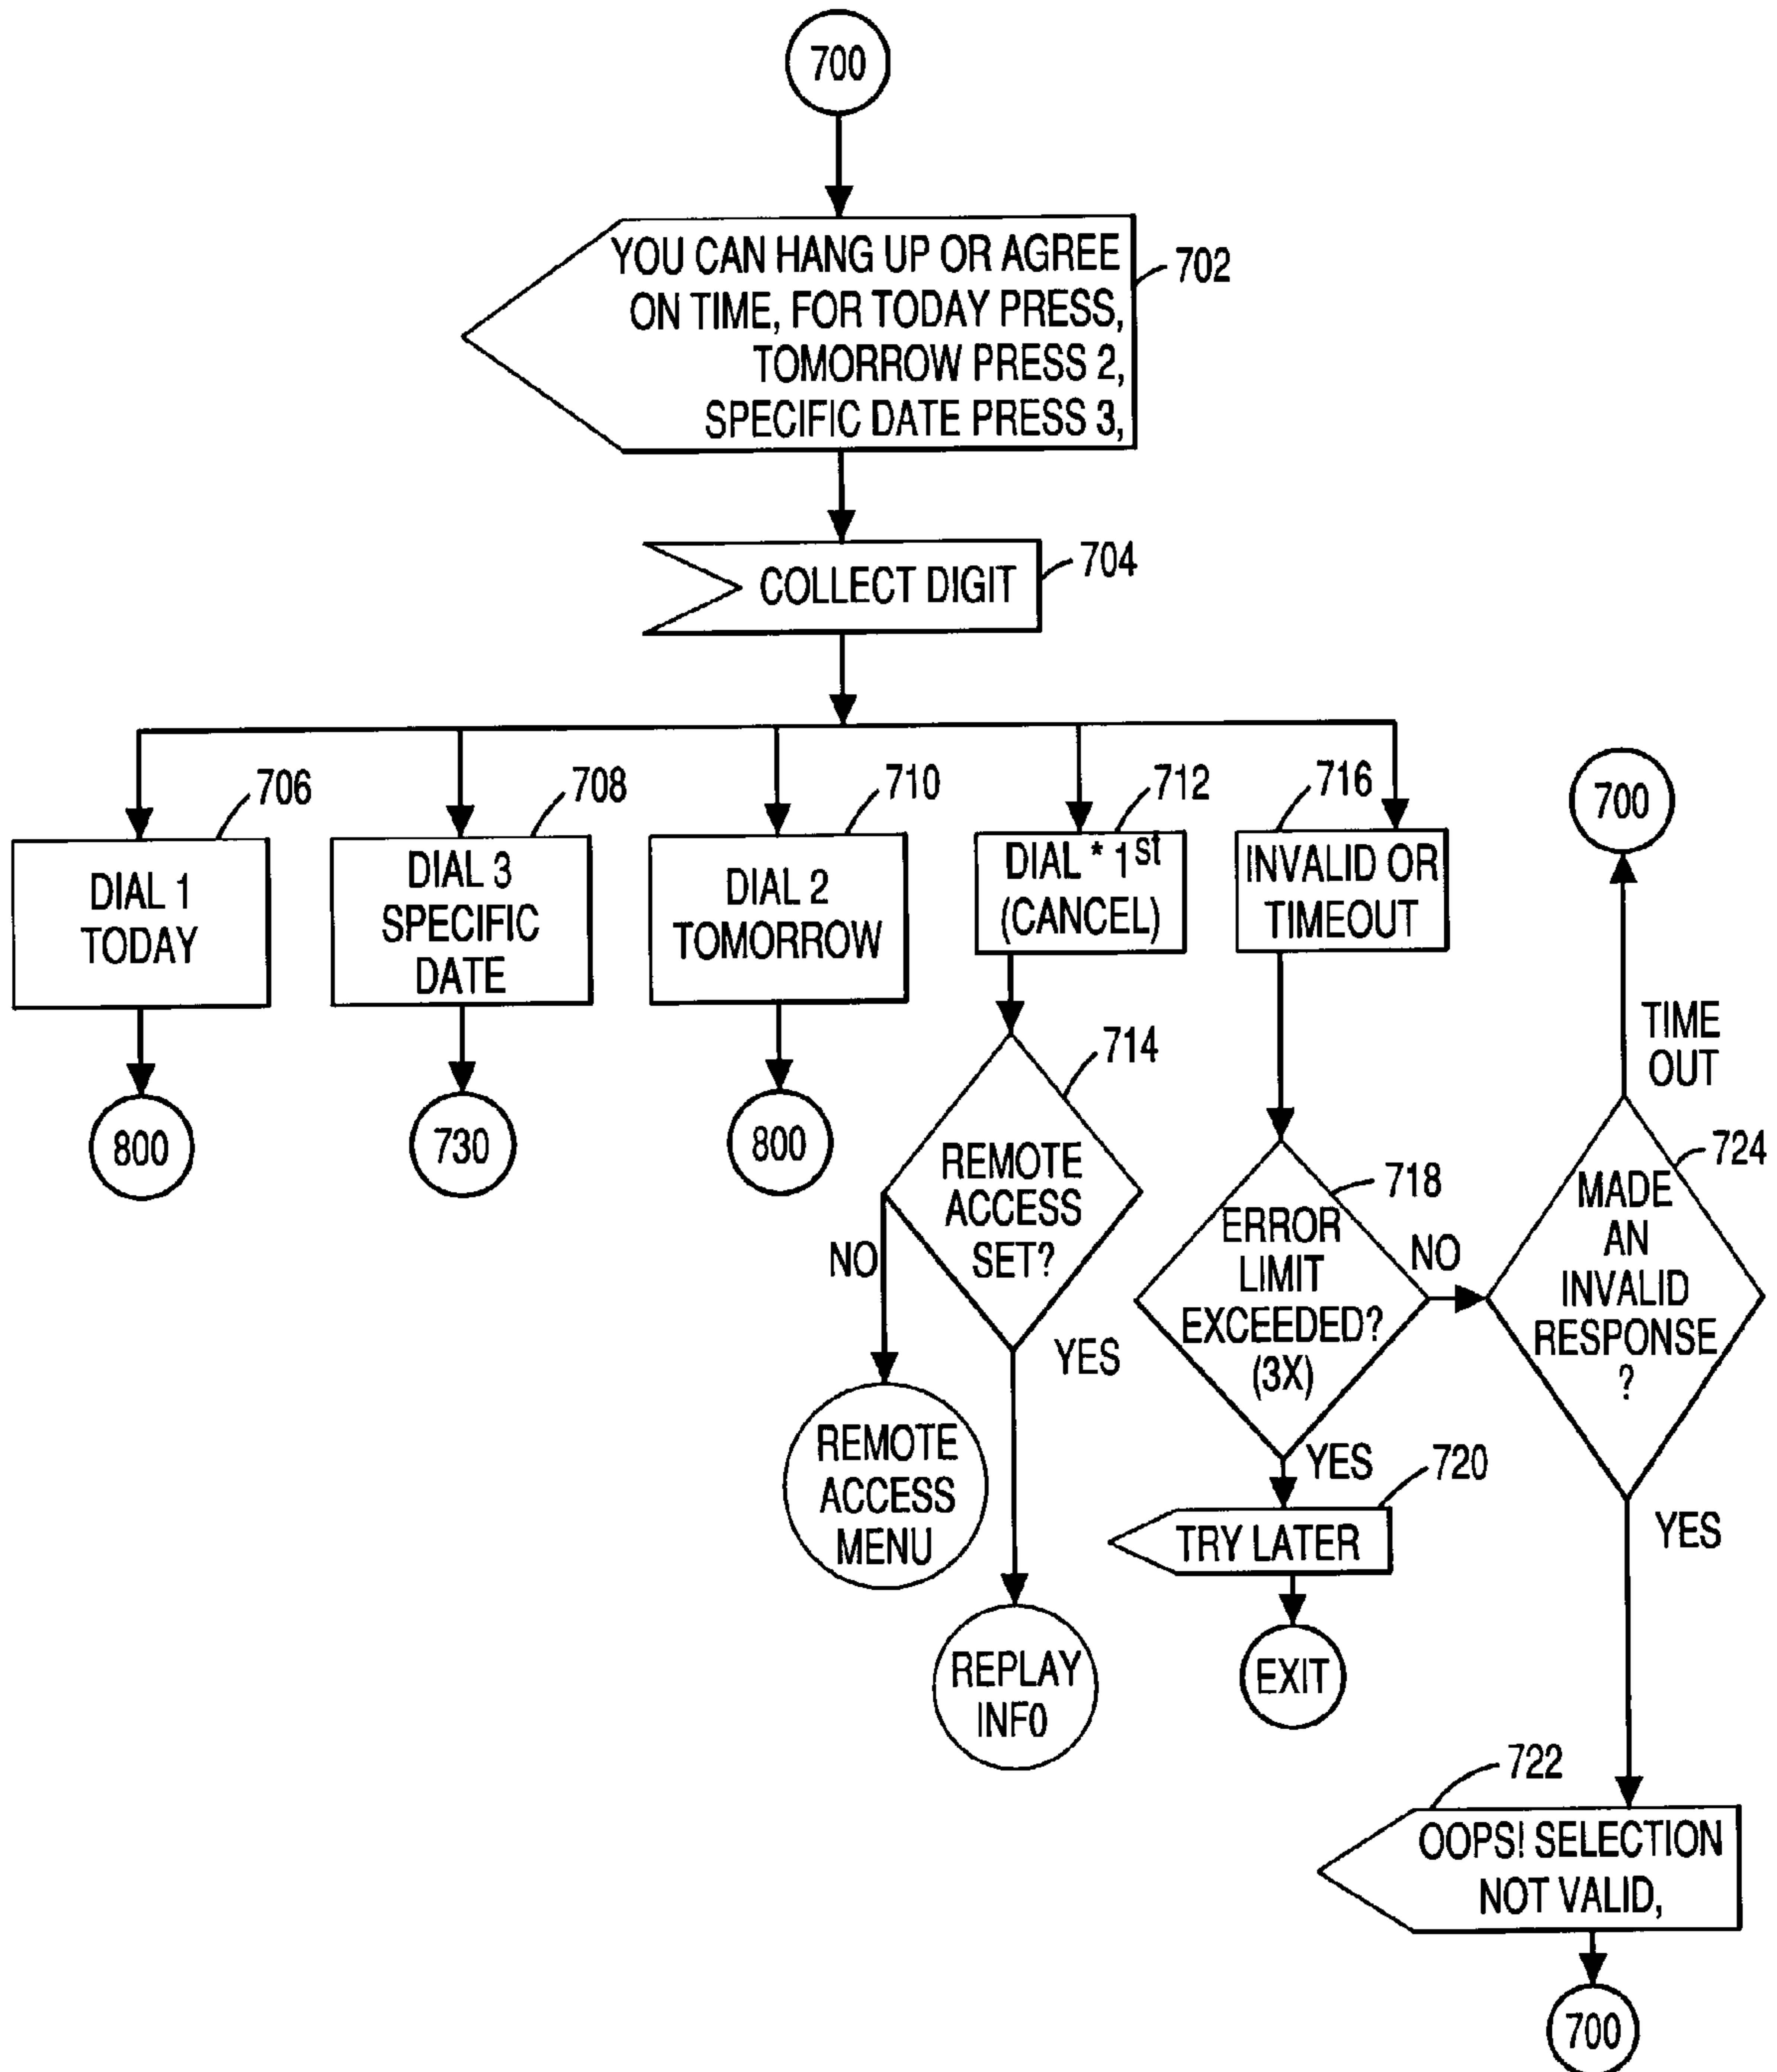 700
YOU CAN HANG UP OR AGREE
ON TIME, FOR TODAY PRESS,
TOMORROW PRESS 2,
SPECIFIC DATE PRESS 3,
702
COLLECT DIGIT
704
706
708
710
712
716
700
DIAL 1
TODAY
DIAL 3
SPECIFIC
DATE
DIAL 2
TOMORROW
DIAL * 1st
(CANCEL)
INVALID OR
TIMEOUT
TIME
OUT
800
730
800
714
REMOTE
ACCESS
SET?
NO
YES
718
ERROR
LIMIT
EXCEEDED?
(3X)
NO
YES
724
MADE
AN
INVALID
RESPONSE
?
YES
REMOTE
ACCESS
MENU
720
TRY LATER
REPLAY
INFO
EXIT
722
OOPS! SELECTION
NOT VALID,
700